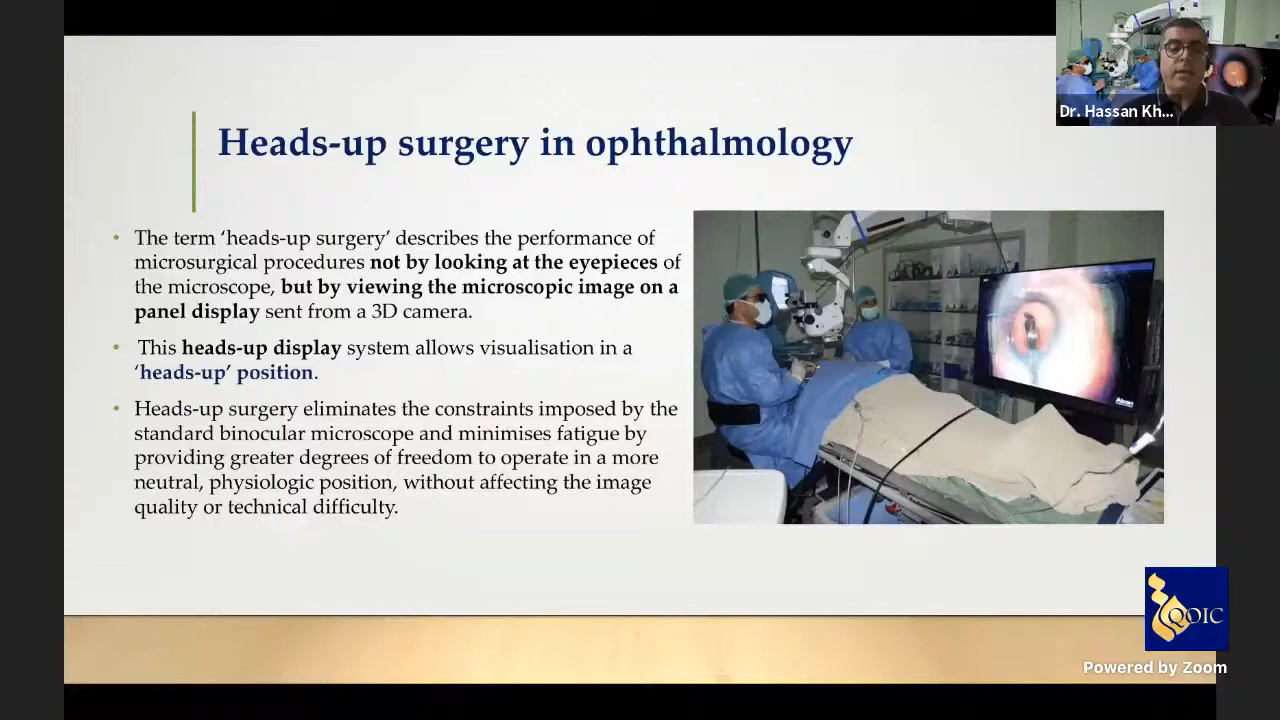 Dr. Hassan Kh...
Heads-up surgery in ophthalmology
• The term ‘heads-up surgery’ describes the performance of
microsurgical procedures not by looking at the eyepieces of
the microscope, but by viewing the microscopic image on a
panel display sent from a 3D camera.
• This heads-up display system allows visualisation in a
‘heads-up’ position.
• Heads-up surgery eliminates the constraints imposed by the
standard binocular microscope and minimises fatigue by
providing greater degrees of freedom to operate in a more
neutral, physiologic position, without affecting the image
quality or technical difficulty.
Alcon
QOIC
Powered by Zoom